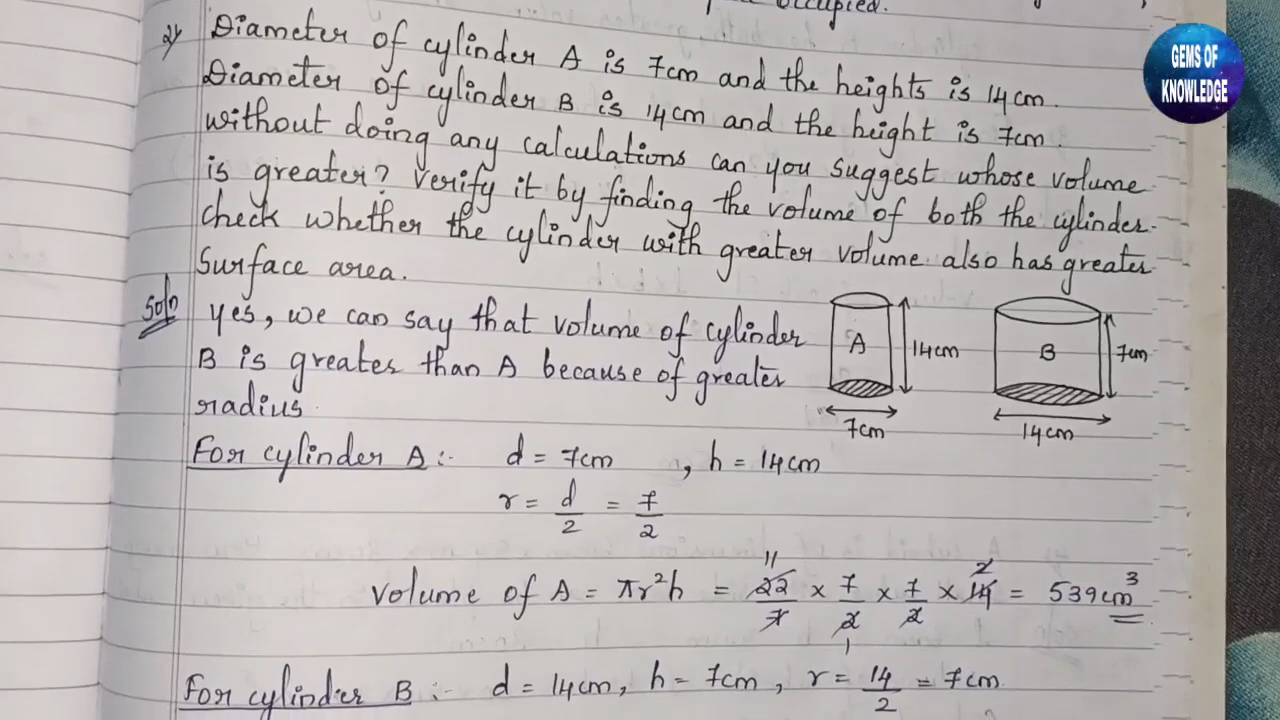 occupied.
GEMS OF
KNOWLEDGE
2) Diameter of cylinder A is 7cm and the heights is 14cm.
Diameter of cylinder B is 14cm and the height is 7cm.
without doing any calculations can you suggest whose volume
is greater? verify it by finding the volume of both the cylinder.
check whether the cylinder with greater volume also has greater
surface area.
Soln yes, we can say that volume of cylinder
B is greater than A because of greater
radius.
A 14cm 7cm
B 7cm 14cm
For cylinder A :- d = 7cm , h = 14cm
r = d/2 = 7/2
volume of A = πr²h = 22/7 × 7/2 × 7/2 × 14 = 539cm³
11 2 1
For cylinder B :- d = 14cm, h = 7cm, r = 14/2 = 7cm